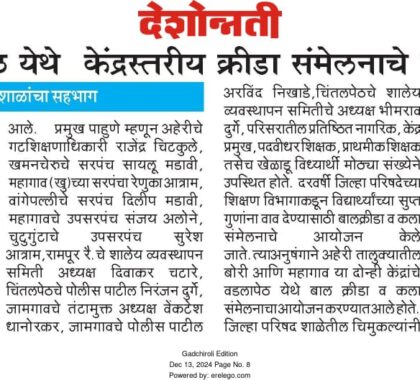 देशोन्नती
येथे केंद्रस्तरीय क्रीडा संमेलनाचे
शाळांचा सहभाग
आले. प्रमुख पाहुणे म्हणून अहेरीचे
गटशिक्षणाधिकारी राजेंद्र चिटकुले,
खमनचेरुचे सरपंच सायलू मडावी,
महागाव (खु)च्या सरपंचा रेणुका आत्राम,
वांगेपल्लीचे सरपंच दिलीप मडावी,
महागावचे उपसरपंच संजय अलोने,
चुटुगुंटाचे उपसरपंच सुरेश
आत्राम,रामपूर रै. चे शालेय व्यवस्थापन
समिती अध्यक्ष दिवाकर चटारे,
चिंतलपेठचे पोलीस पाटील निरंजन दुर्गे,
जामगावचे तंटामुक्त अध्यक्ष वेंकटेश
धानोरकर, जामगावचे पोलीस पाटील
अरविंद निखाडे,चिंतलपेठचे शालेय
व्यवस्थापन समितीचे अध्यक्ष भीमराव
दुर्गे, परिसरातील प्रतिष्ठित नागरिक, केंद्र
प्रमुख, पदवीधर शिक्षक, प्राथमिक शिक्षक
तसेच खेळाडू विध्यार्थी मोठ्या संख्येने
उपस्थित होते. दरवर्षी जिल्हा परिषदेच्या
शिक्षण विभागाकडून विद्यार्थ्यांच्या सुप्त
गुणांना वाव देण्यासाठी बालक्रीडा व कला
संमेलनाचे आयोजन केले
जाते. त्याअनुषंगाने अहेरी तालुक्यातील
बोरी आणि महागाव या दोन्ही केंद्रांचे
वडलापेठ येथे बाल क्रीडा व कला
संमेलनाचा आयोजन करण्यात आले होते.
जिल्हा परिषद शाळेतील चिमुकल्यांनी
Gadchiroli Edition
Dec 13, 2024 Page No. 8
Powered by: erelego.com